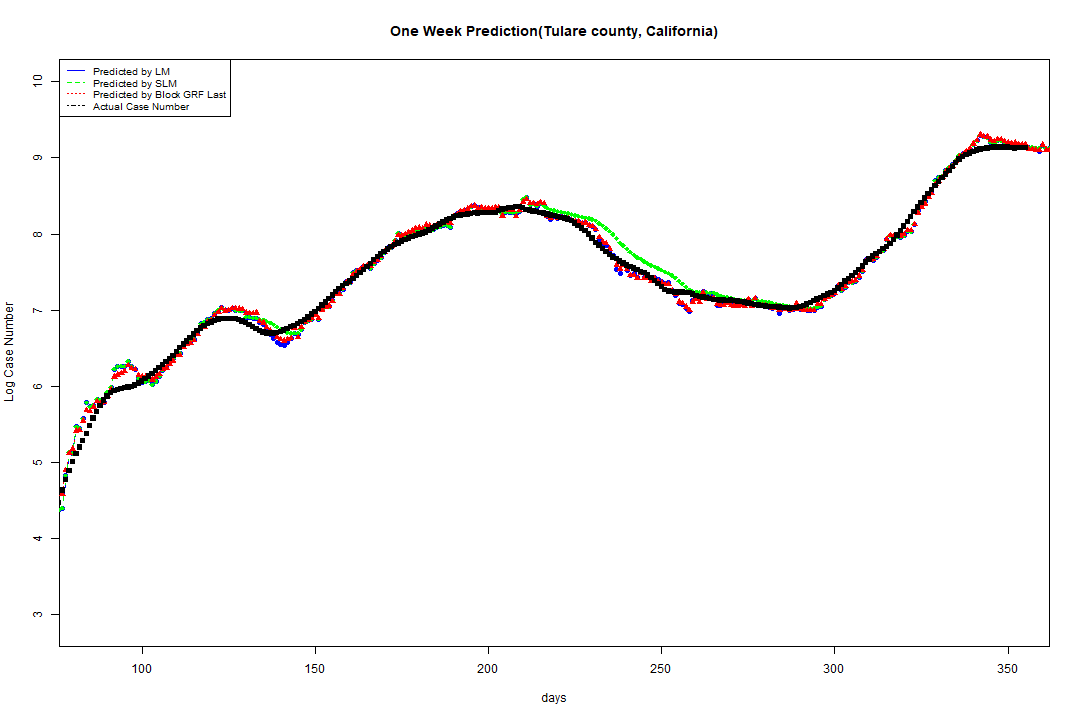 One Week Prediction(Tulare county, California)
Predicted by LM
Predicted by SLM
Predicted by Block GRF Last
Actual Case Number
10
9
8
7
6
5
4
3
Log Case Number
100 150 200 250 300 350
days